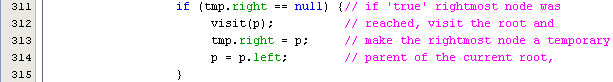 311 if (tmp.right == null) {// if 'true' rightmost node was
312 visit(p); // reached, visit the root and
313 tmp.right = p; // make the rightmost node a temporary
314 p = p.left; // parent of the current root,
315 }